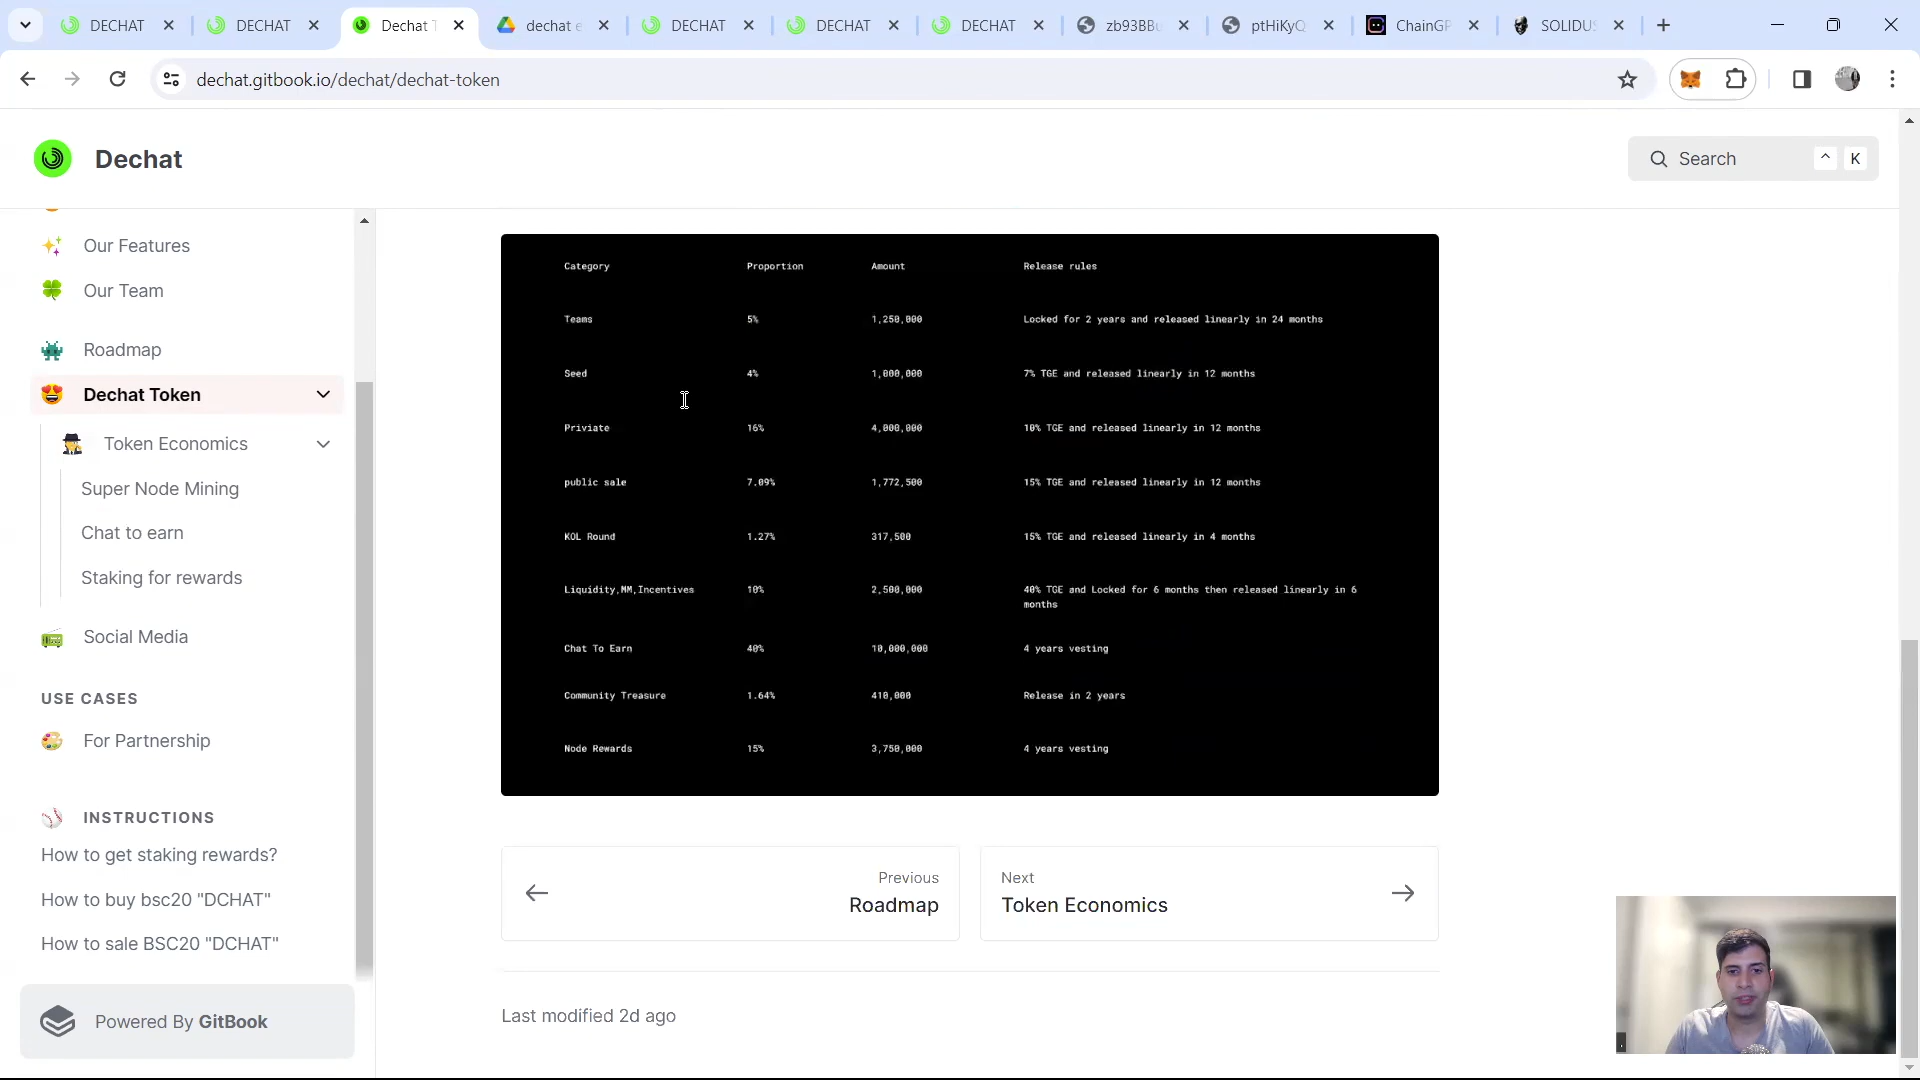 DECHAT
DECHAT
Dechat T
dechat e
DECHAT
DECHAT
DECHAT
zb93BBu
ptHiKyQ
ChainGP
SOLIDUS
dechat.gitbook.io/dechat/dechat-token
Dechat
Search
^ K
Our Features
Our Team
Roadmap
Dechat Token
Token Economics
Super Node Mining
Chat to earn
Staking for rewards
Social Media
USE CASES
For Partnership
INSTRUCTIONS
How to get staking rewards?
How to buy bsc20 "DCHAT"
How to sale BSC20 "DCHAT"
Powered By GitBook
Category Proportion Amount Release rules
Teams 5% 1,250,000 Locked for 2 years and released linearly in 24 months
Seed 4% 1,000,000 7% TGE and released linearly in 12 months
Priviate 16% 4,000,000 10% TGE and released linearly in 12 months
public sale 7.09% 1,772,500 15% TGE and released linearly in 12 months
KOL Round 1.27% 317,500 15% TGE and released linearly in 4 months
Liquidity,MM,Incentives 10% 2,500,000 40% TGE and Locked for 6 months then released linearly in 6
months
Chat To Earn 40% 10,000,000 4 years vesting
Community Treasure 1.64% 410,000 Release in 2 years
Node Rewards 15% 3,750,000 4 years vesting
Previous
Roadmap
Next
Token Economics
Last modified 2d ago